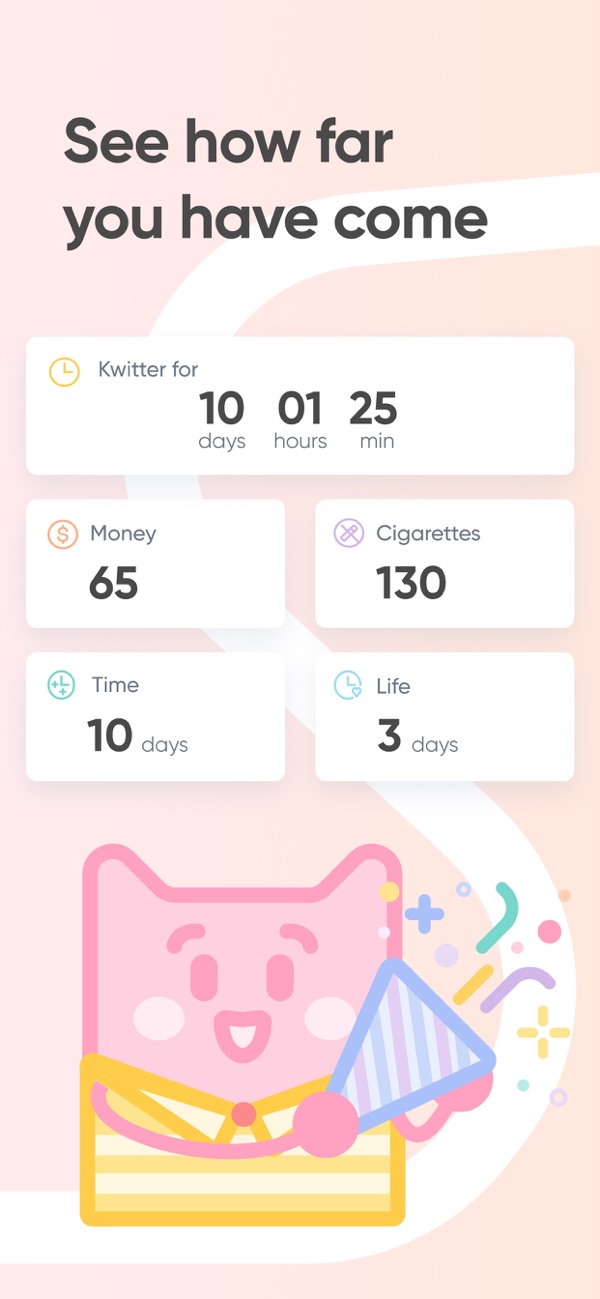 See how far
you have come
Kwitter for
10 01 25
days hours min
Money
65
Cigarettes
130
Time
10 days
Life
3 days